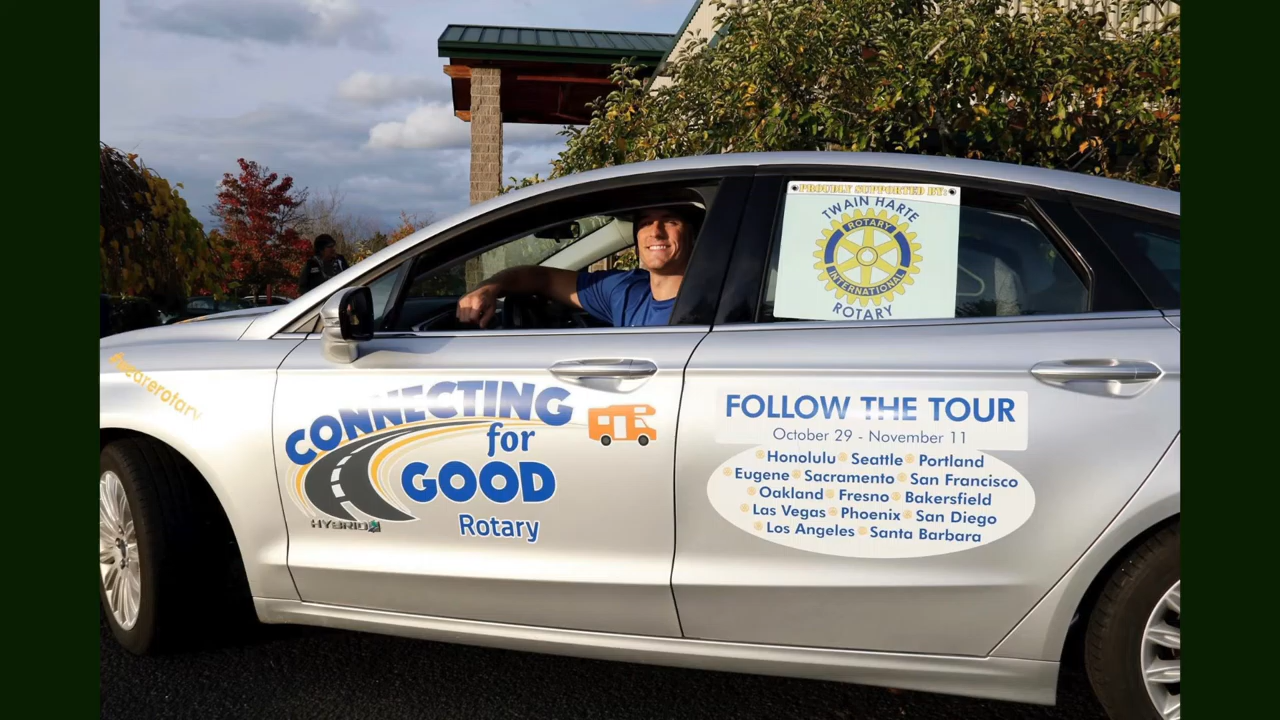 PROUDLY SUPPORTED BY:
TWAIN HARTE
ROTARY
INTERNATIONAL
ROTARY
#wearerotary
CONNECTING
for
GOOD
Rotary
HYBRID
FOLLOW THE TOUR
October 29 - November 11
Honolulu Seattle Portland
Eugene Sacramento San Francisco
Oakland Fresno Bakersfield
Las Vegas Phoenix San Diego
Los Angeles Santa Barbara